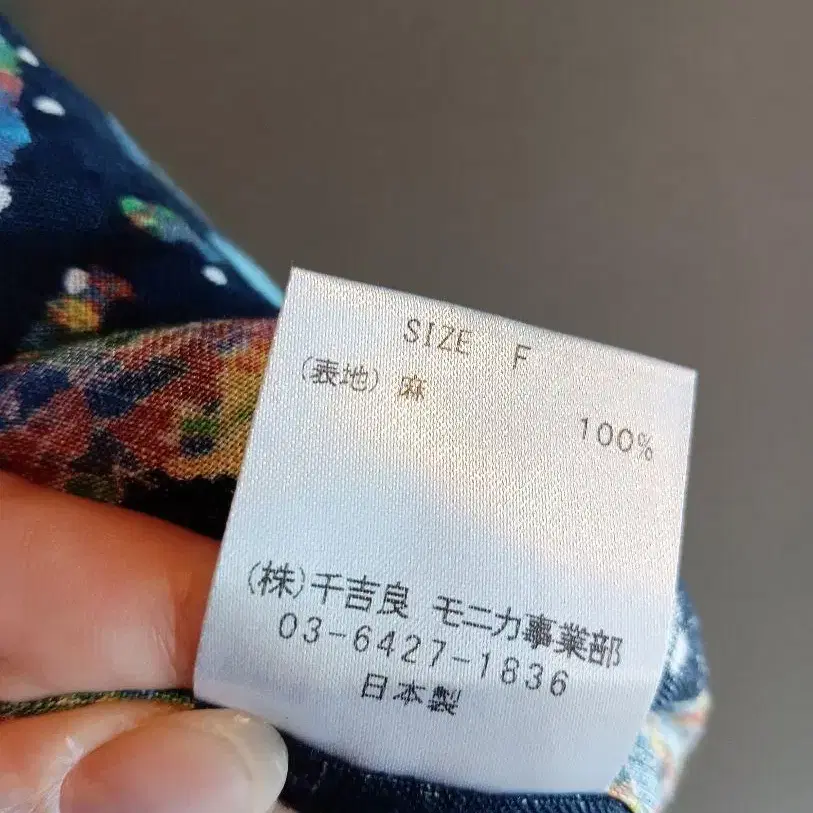 SIZE F
(表地) 麻
100%
(株)千吉良 モニカ事業部
03-6427-1836
日本製